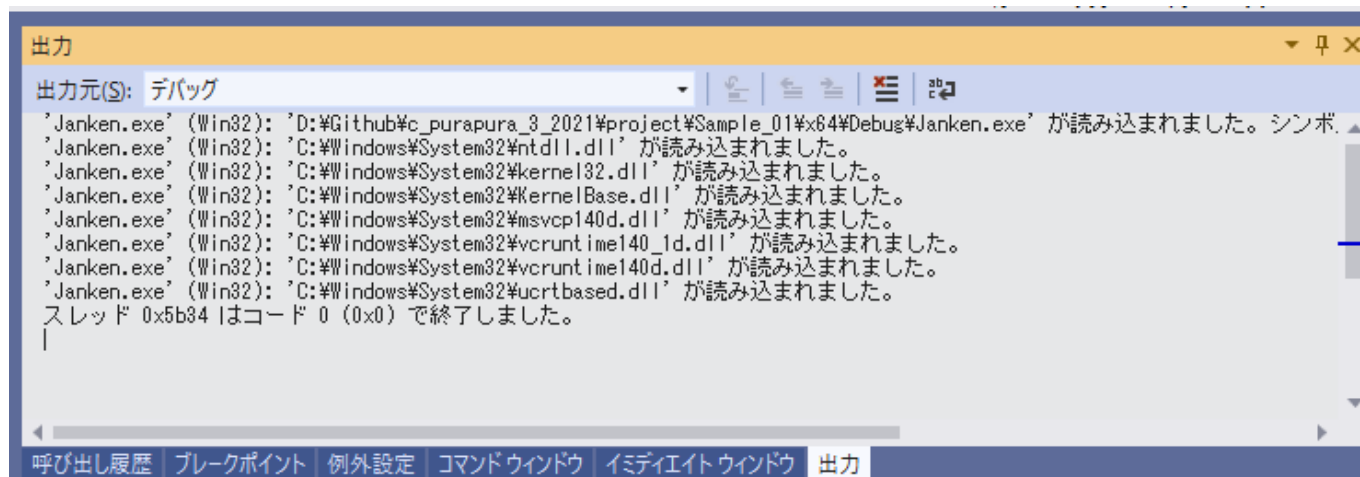 出力
出力元(S): デバッグ
'Janken.exe' (Win32): 'D:¥Github¥c_purapura_3_2021¥project¥Sample_01¥x64¥Debug¥Janken.exe' が読み込まれました。シンボ
'Janken.exe' (Win32): 'C:¥Windows¥System32¥ntdll.dll' が読み込まれました。
'Janken.exe' (Win32): 'C:¥Windows¥System32¥kernel32.dll' が読み込まれました。
'Janken.exe' (Win32): 'C:¥Windows¥System32¥KernelBase.dll' が読み込まれました。
'Janken.exe' (Win32): 'C:¥Windows¥System32¥msvcp140d.dll' が読み込まれました。
'Janken.exe' (Win32): 'C:¥Windows¥System32¥vcruntime140_1d.dll' が読み込まれました。
'Janken.exe' (Win32): 'C:¥Windows¥System32¥vcruntime140d.dll' が読み込まれました。
'Janken.exe' (Win32): 'C:¥Windows¥System32¥ucrtbased.dll' が読み込まれました。
スレッド 0x5b34 はコード 0 (0x0) で終了しました。
呼び出し履歴 ブレークポイント 例外設定 コマンド ウィンドウ イミディエイト ウィンドウ 出力